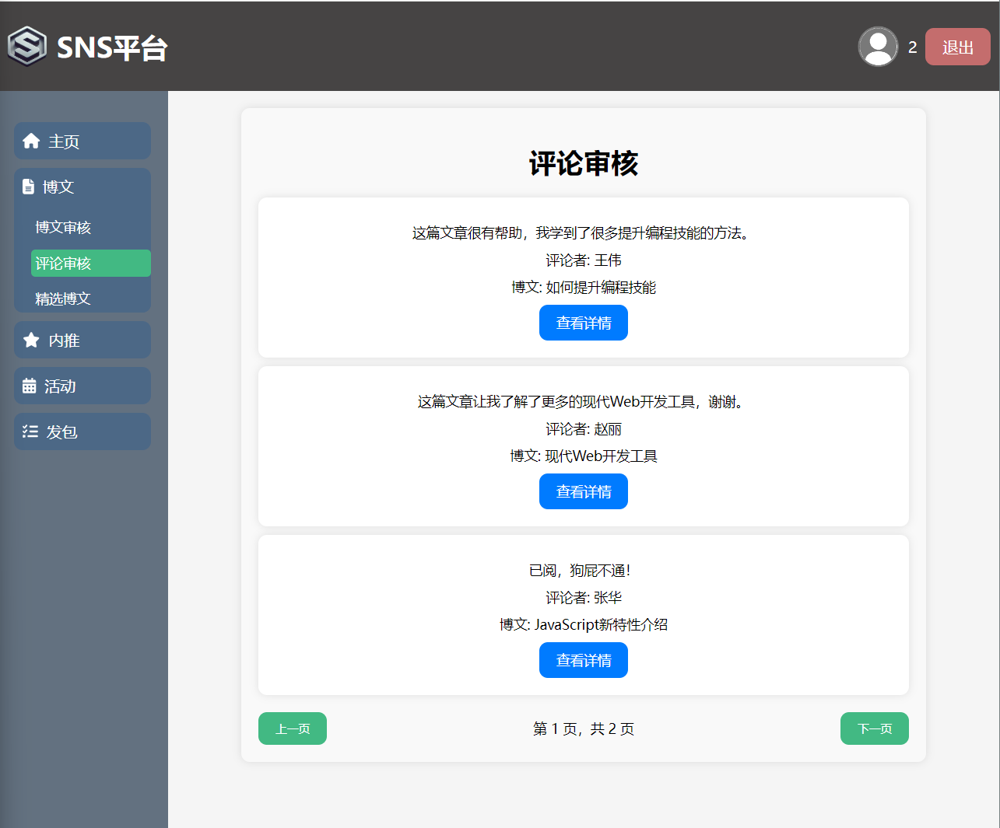 SNS平台
2
退出
主页
博文
博文审核
评论审核
精选博文
内推
活动
发包
评论审核
这篇文章很有帮助，我学到了很多提升编程技能的方法。
评论者: 王伟
博文: 如何提升编程技能
查看详情
这篇文章让我了解了更多的现代Web开发工具，谢谢。
评论者: 赵丽
博文: 现代Web开发工具
查看详情
已阅，狗屁不通！
评论者: 张华
博文: JavaScript新特性介绍
查看详情
上一页
第 1 页，共 2 页
下一页